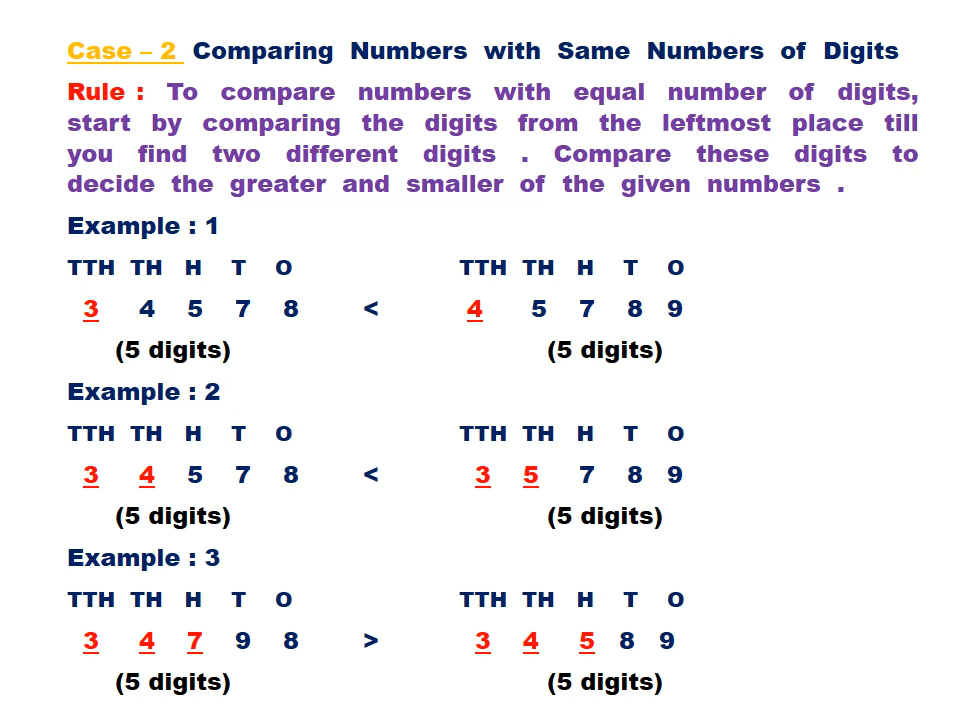 Case – 2 Comparing Numbers with Same Numbers of Digits
Rule : To compare numbers with equal number of digits,
start by comparing the digits from the leftmost place till
you find two different digits . Compare these digits to
decide the greater and smaller of the given numbers .
Example : 1
TTH TH H T O TTH TH H T O
3 4 5 7 8 < 4 5 7 8 9
(5 digits) (5 digits)
Example : 2
TTH TH H T O TTH TH H T O
3 4 5 7 8 < 3 5 7 8 9
(5 digits) (5 digits)
Example : 3
TTH TH H T O TTH TH H T O
3 4 7 9 8 > 3 4 5 8 9
(5 digits) (5 digits)